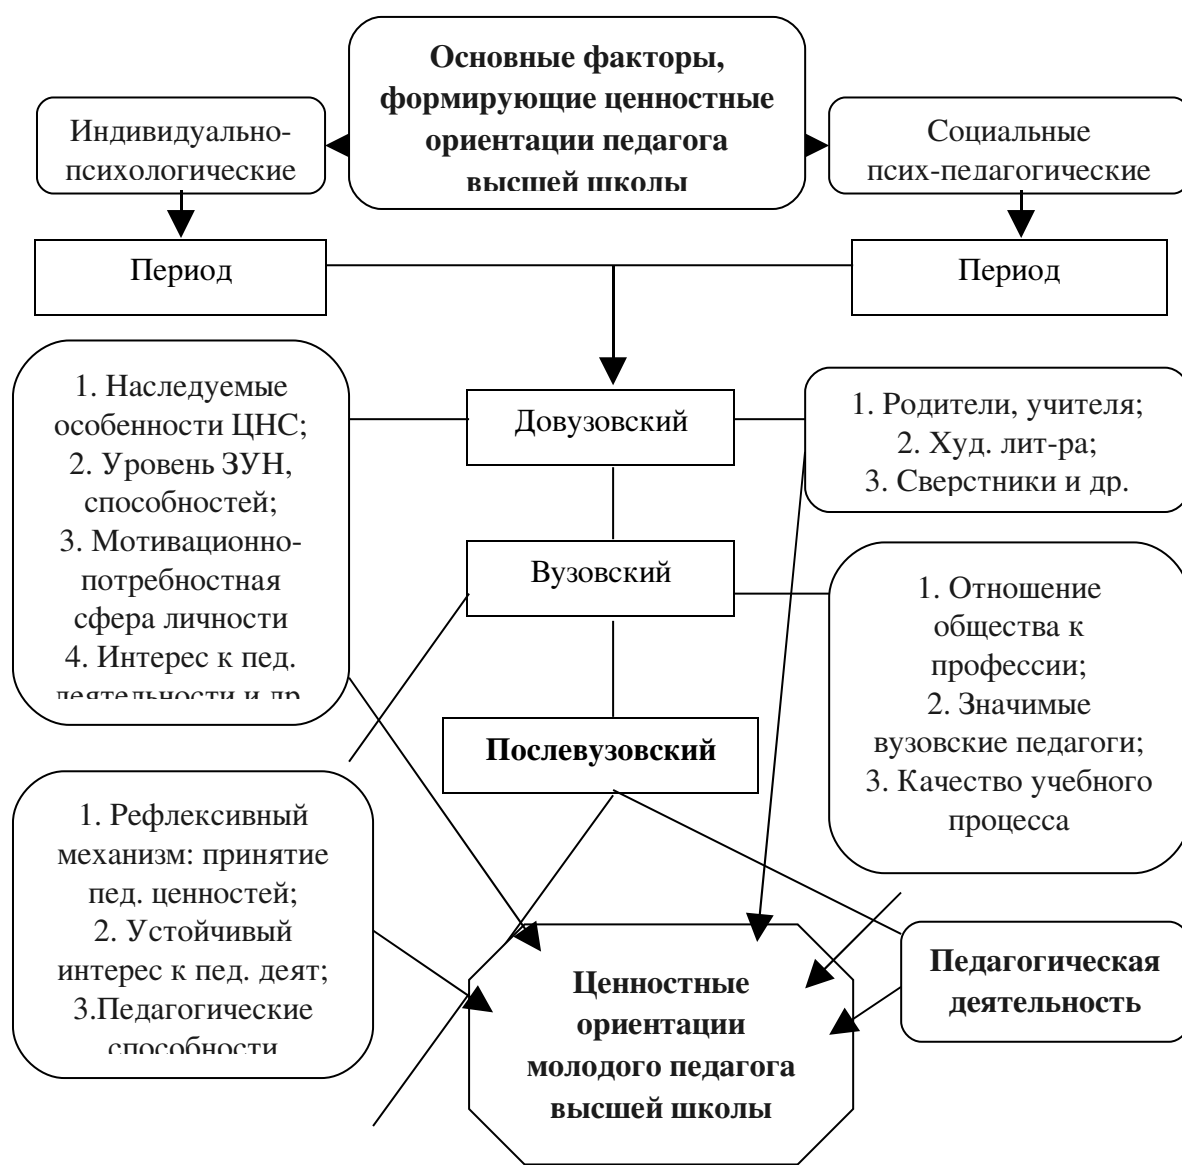 Основные факторы,
формирующие ценностные
ориентации педагога
высшей школы
Индивидуально-
психологические
Социальные
псих-педагогические
Период
Период
1. Наследуемые
особенности ЦНС;
2. Уровень ЗУН,
способностей;
3. Мотивационно-
потребностная
сфера личности
4. Интерес к пед.
деятельности и др
Довузовский
1. Родители, учителя;
2. Худ. лит-ра;
3. Сверстники и др.
Вузовский
1. Отношение
общества к
профессии;
2. Значимые
вузовские педагоги;
3. Качество учебного
процесса
Послевузовский
1. Рефлексивный
механизм: принятие
пед. ценностей;
2. Устойчивый
интерес к пед. деят;
3.Педагогические
способности
Педагогическая
деятельность
Ценностные
ориентации
молодого педагога
высшей школы